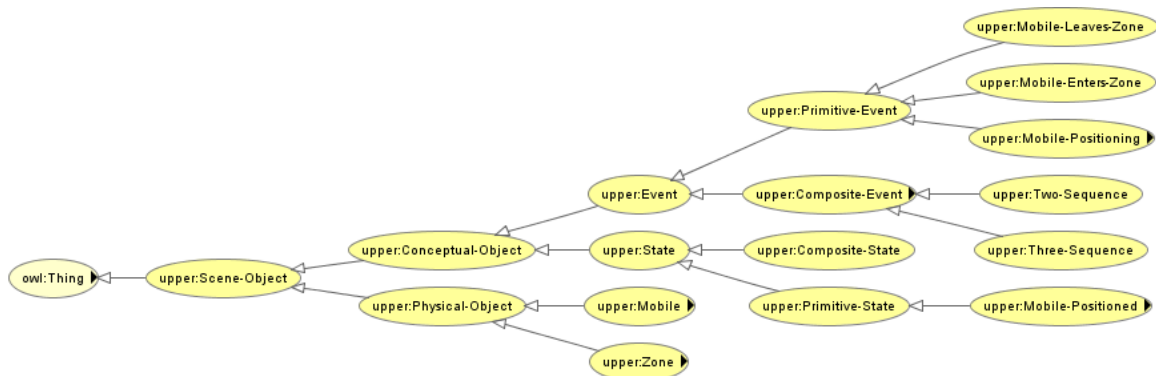 upper:Mobile-Leaves-Zone
upper:Mobile-Enters-Zone
upper:Primitive-Event
upper:Mobile-Positioning
upper:Event
upper:Composite-Event
upper:Two-Sequence
upper:Conceptual-Object
upper:State
upper:Composite-State
upper:Three-Sequence
owl:Thing
upper:Scene-Object
upper:Physical-Object
upper:Mobile
upper:Primitive-State
upper:Mobile-Positioned
upper:Zone